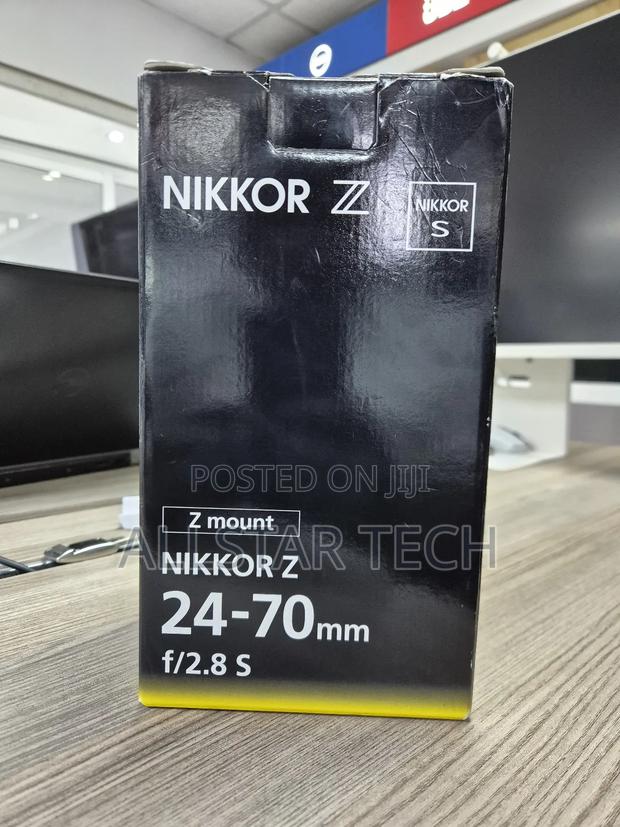 NIKKOR Z
NIKKOR
S
POSTED ON JIJI
Z mount
ALLSTAR TECH
NIKKOR Z
24-70mm
f/2.8 S